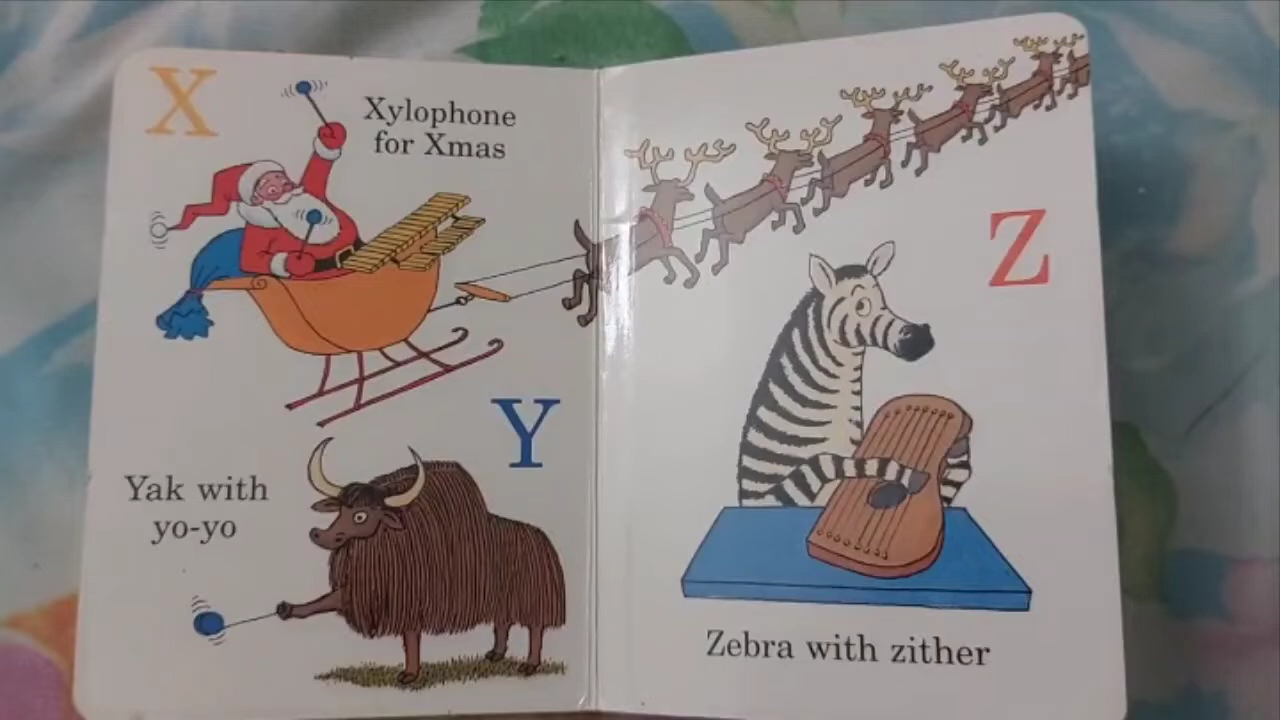 X
Xylophone
for Xmas
Y
Yak with
yo-yo
Z
Zebra with zither